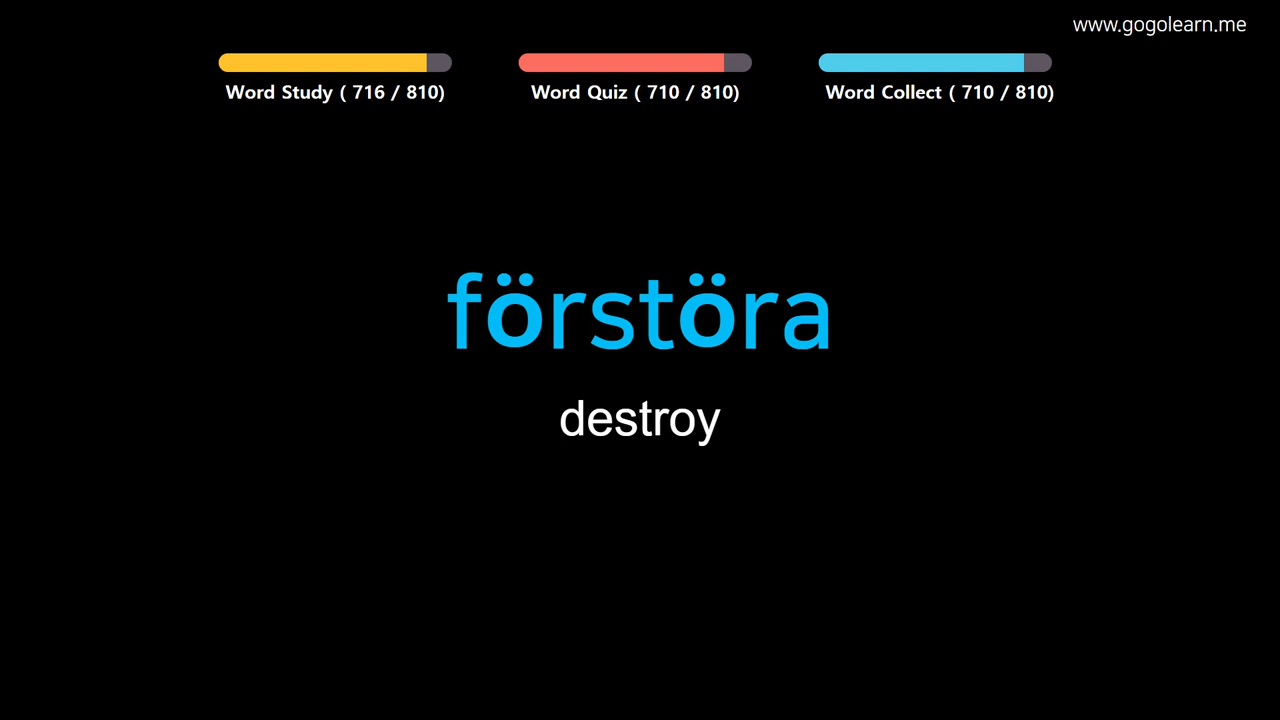 www.gogolearn.me
Word Study ( 716 / 810)
Word Quiz ( 710 / 810)
Word Collect ( 710 / 810)
förstöra
destroy